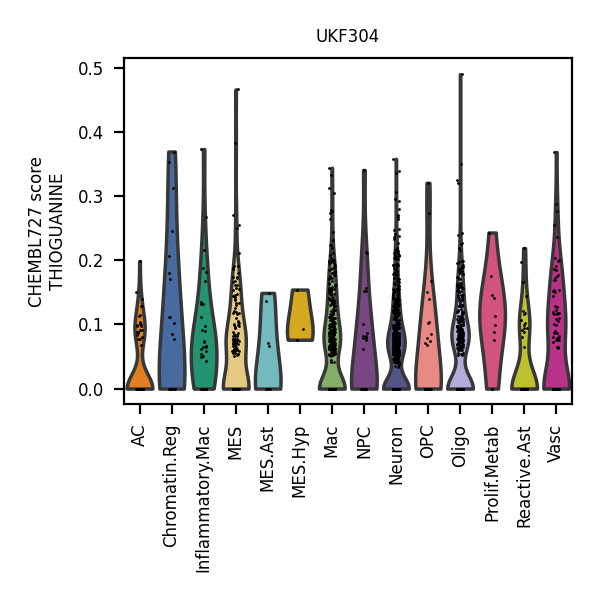 UKF304
CHEMBL727 score
THIOGUANINE
0.5
0.4
0.3
0.2
0.1
0.0
AC
Chromatin.Reg
Inflammatory.Mac
MES
MES.Ast
MES.Hyp
Mac
NPC
Neuron
OPC
Oligo
Prolif.Metab
Reactive.Ast
Vasc